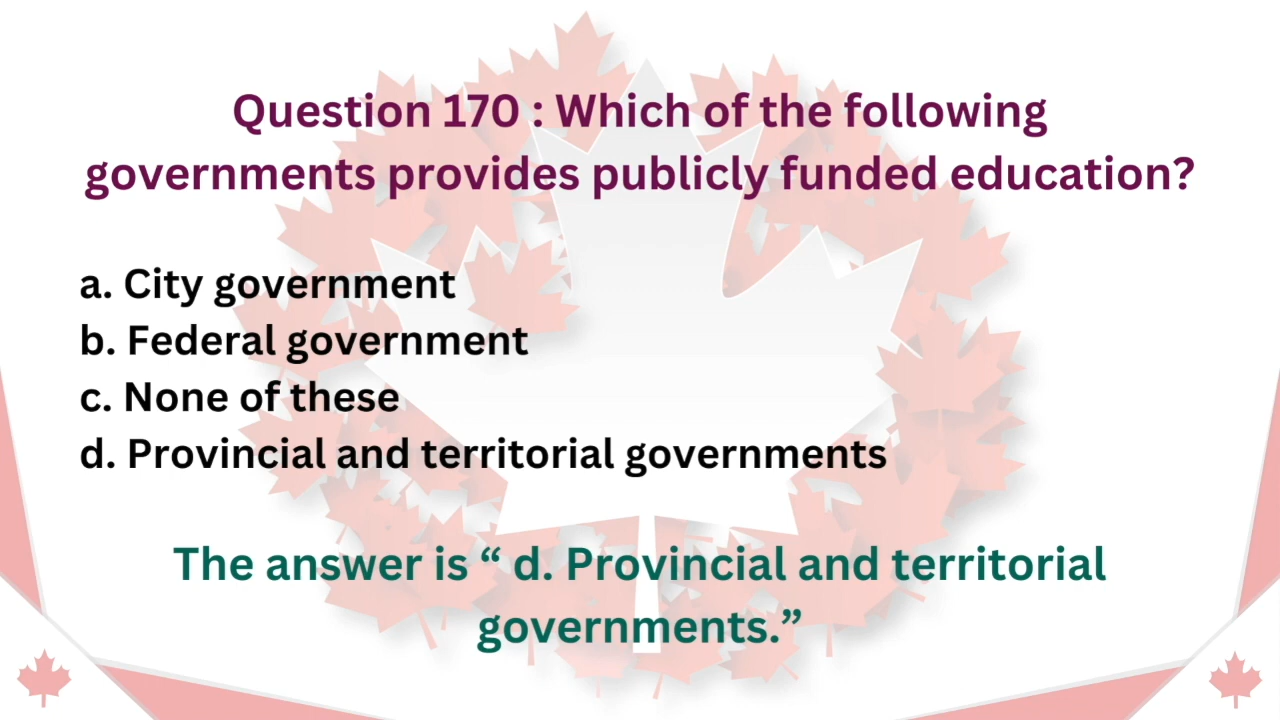 Question 170 : Which of the following
governments provides publicly funded education?
a. City government
b. Federal government
c. None of these
d. Provincial and territorial governments
The answer is “ d. Provincial and territorial
governments.”